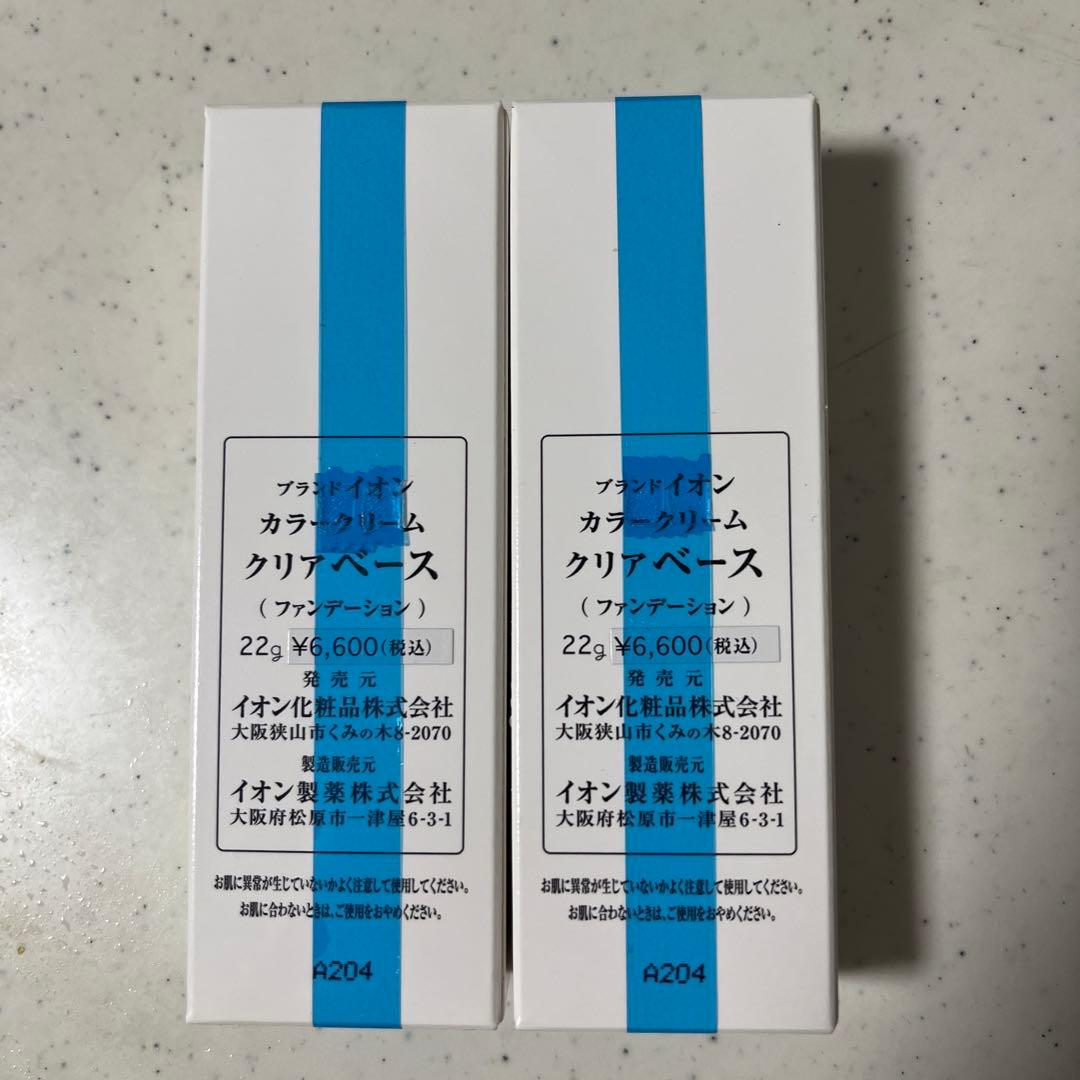 ブランドイオン
カラークリーム
クリアベース
（ファンデーション）
22g ¥6,600(税込)
発売元
イオン化粧品株式会社
大阪狭山市くみの木8-2070
製造販売元
イオン製薬株式会社
大阪府松原市一津屋6-3-1
お肌に異常が生じていないかよく注意して使用してください。
お肌に合わないときは、ご使用をおやめください。
A204
ブランドイオン
カラークリーム
クリアベース
（ファンデーション）
22g ¥6,600(税込)
発売元
イオン化粧品株式会社
大阪狭山市くみの木8-2070
製造販売元
イオン製薬株式会社
大阪府松原市一津屋6-3-1
お肌に異常が生じていないかよく注意して使用してください。
お肌に合わないときは、ご使用をおやめください。
A204